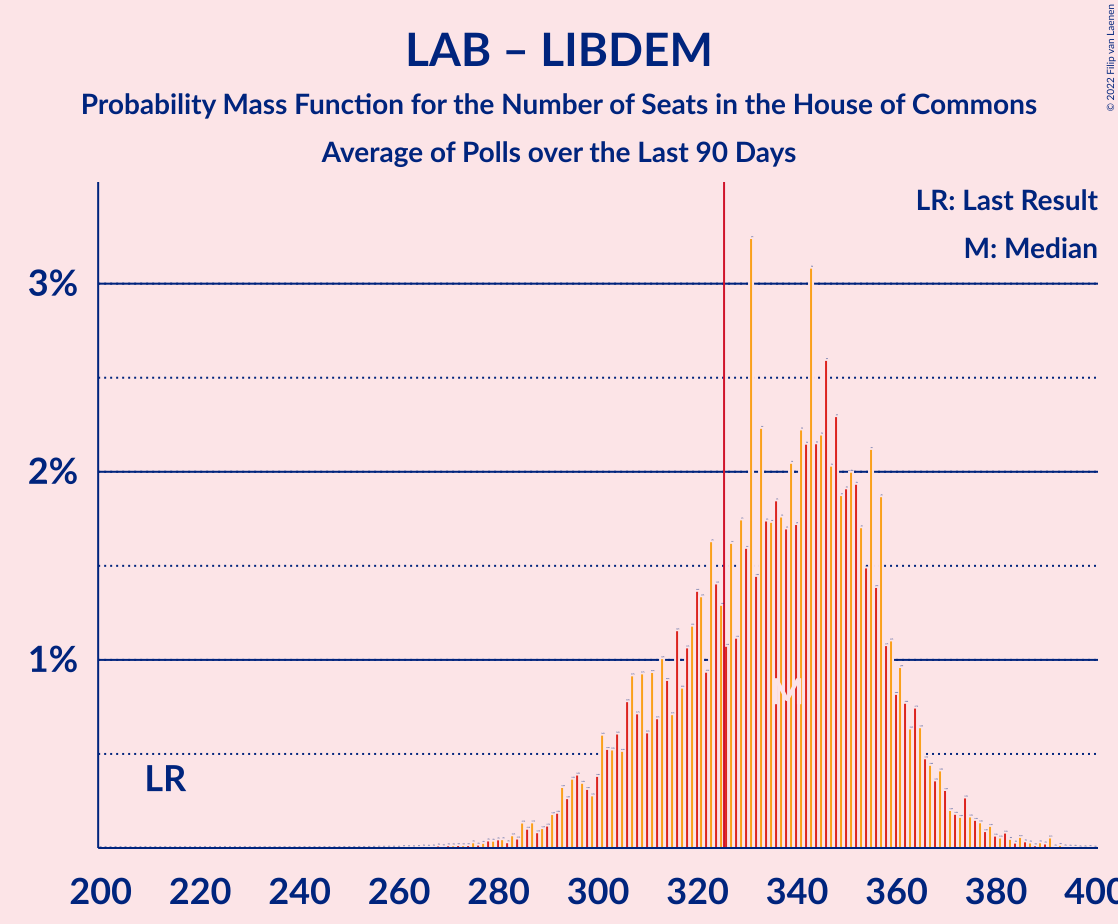 LAB – LIBDEM
Probability Mass Function for the Number of Seats in the House of Commons
Average of Polls over the Last 90 Days
© 2022 Filip van Laenen
LR: Last Result
M: Median
3%
2%
1%
M
LR
200 220 240 260 280 300 320 340 360 380 400